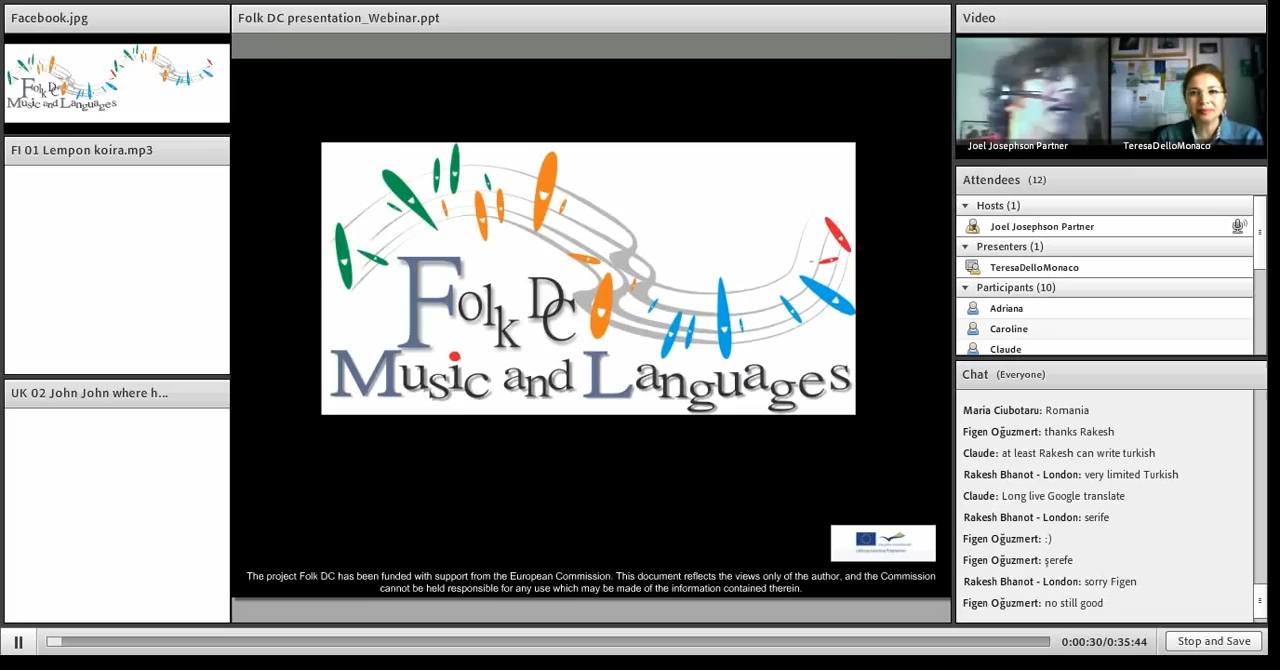 Facebook.jpg
Folk DC
Music and Languages
FI 01 Lempon koira.mp3
UK 02 John John where h...
Folk DC presentation_Webinar.ppt
Folk DC
Music and Languages
The project Folk DC has been funded with support from the European Commission. This document reflects the views only of the author, and the Commission
cannot be held responsible for any use which may be made of the information contained therein.
Video
Joel Josephson Partner
TeresaDelloMonaco
Attendees (12)
Hosts (1)
Joel Josephson Partner
Presenters (1)
TeresaDelloMonaco
Participants (10)
Adriana
Caroline
Claude
Chat (Everyone)
Maria Ciubotaru: Romania
Figen Oğuzmert: thanks Rakesh
Claude: at least Rakesh can write turkish
Rakesh Bhanot - London: very limited Turkish
Claude: Long live Google translate
Rakesh Bhanot - London: serife
Figen Oğuzmert: :)
Figen Oğuzmert: şerefe
Rakesh Bhanot - London: sorry Figen
Figen Oğuzmert: no still good
0:00:30/0:35:44
Stop and Save